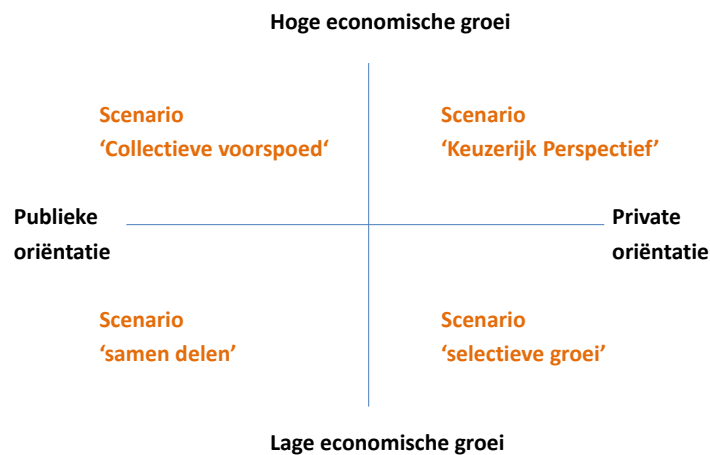 Hoge economische groei
Scenario
‘Collectieve voorspoed‘
Scenario
‘Keuzerijk Perspectief’
Publieke
oriëntatie
Private
oriëntatie
Scenario
‘samen delen’
Scenario
‘selectieve groei’
Lage economische groei